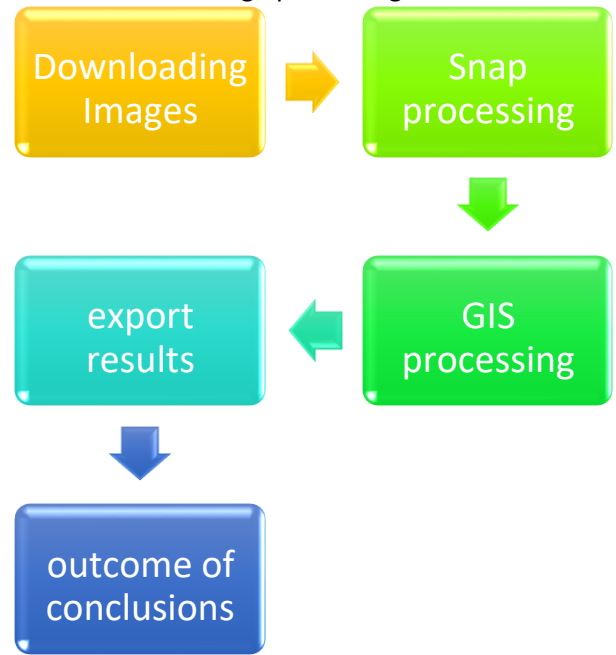 Downloading
Images
Snap
processing
GIS
processing
export
results
outcome of
conclusions